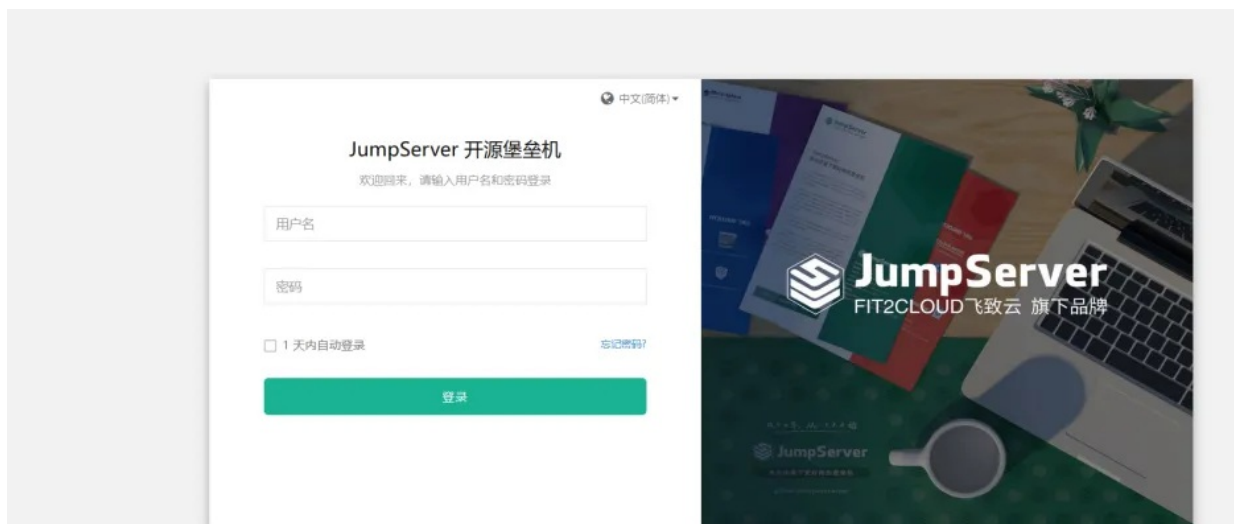 中文(简体)
JumpServer 开源堡垒机
欢迎回来，请输入用户名和密码登录
用户名
密码
1 天内自动登录
忘记密码?
登录
JumpServer
FIT2CLOUD飞致云 旗下品牌
JumpServer